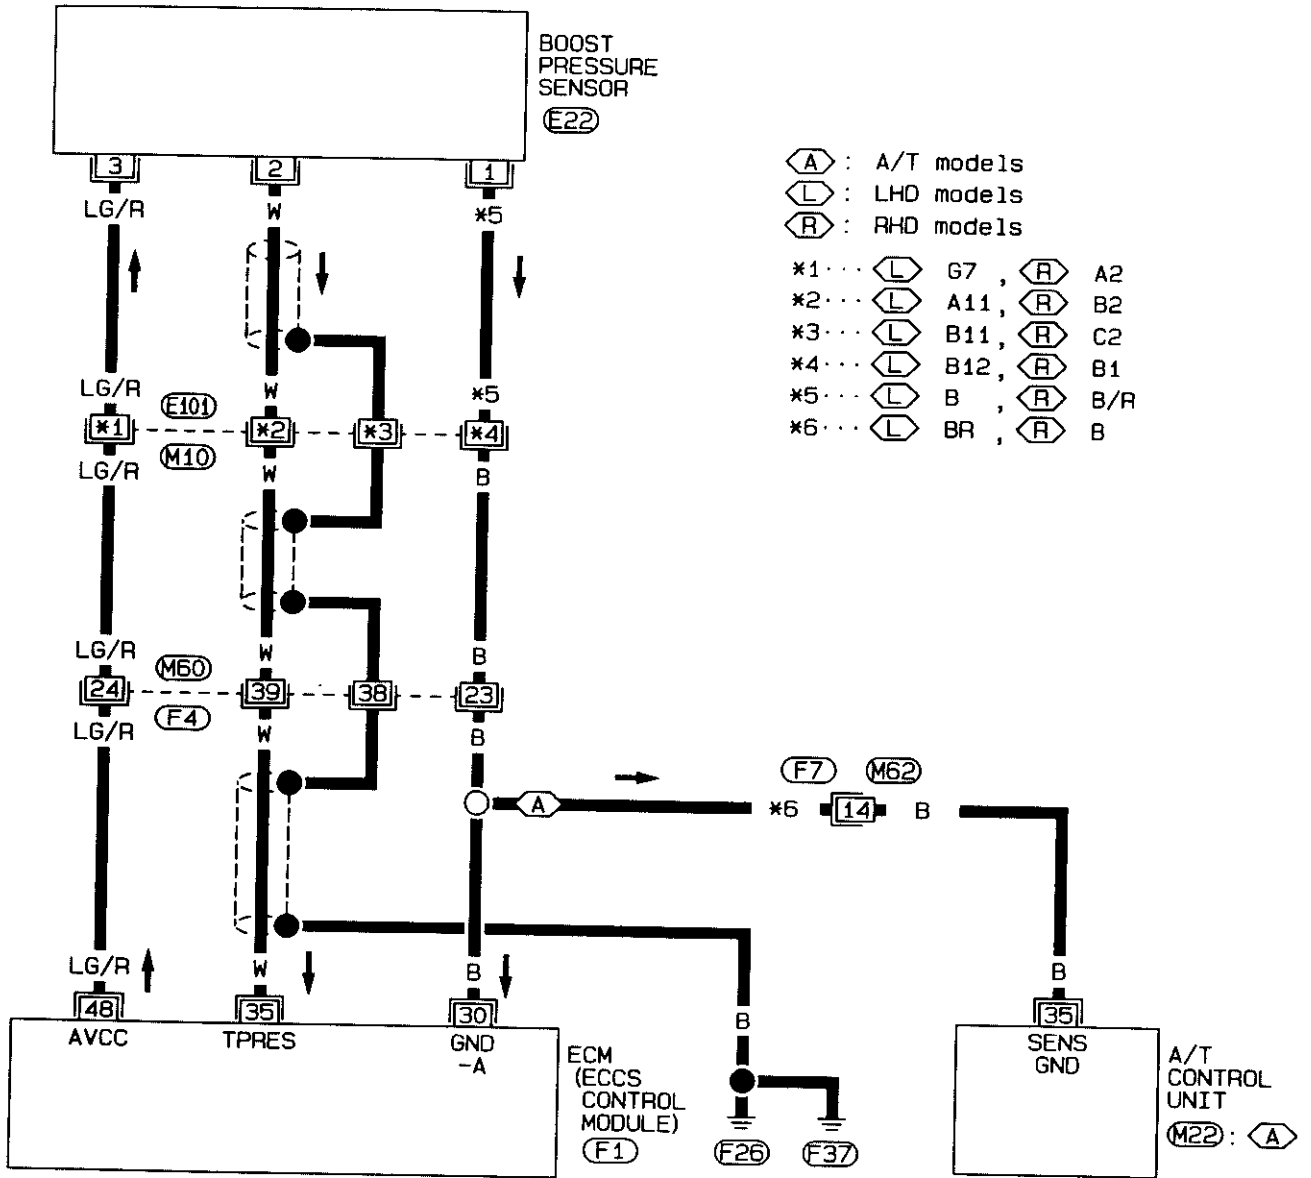 BOOST
PRESSURE
SENSOR
E22
3 2 1
LG/R W *5
A : A/T models
L : LHD models
R : RHD models
*1··· L G7 , R A2
*2··· L A11 , R B2
*3··· L B11 , R C2
*4··· L B12 , R B1
*5··· L B , R B/R
*6··· L BR , R B
LG/R W *5
E101
*1 *2 *3 *4
M10
LG/R W B
LG/R W B
M60
24 39 38 23
F4
LG/R W B
F7 M62
A *6 14 B
LG/R W B B
B
48 35 30 35
AVCC TPRES GND
-A
SENS
GND
ECM
(ECCS
CONTROL
MODULE)
F1
F26 F37
A/T
CONTROL
UNIT
M22 : A